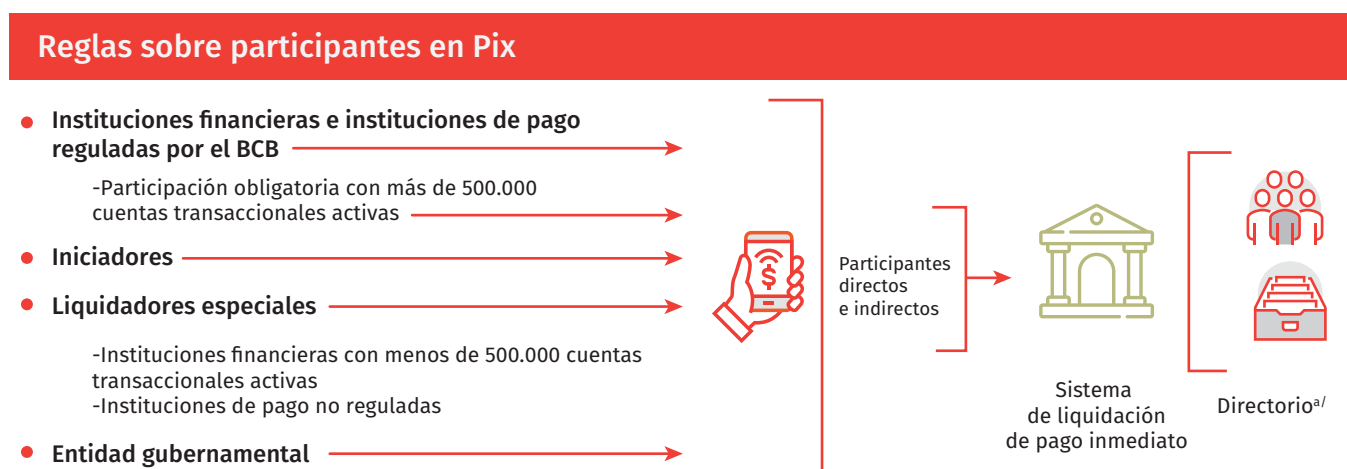 Reglas sobre participantes en Pix
Instituciones financieras e instituciones de pago
reguladas por el BCB
-Participación obligatoria con más de 500.000
cuentas transaccionales activas
Iniciadores
Liquidadores especiales
-Instituciones financieras con menos de 500.000 cuentas
transaccionales activas
-Instituciones de pago no reguladas
Entidad gubernamental
$
Participantes
directos
e indirectos
Sistema
de liquidación
de pago inmediato
Directorioᵃ/